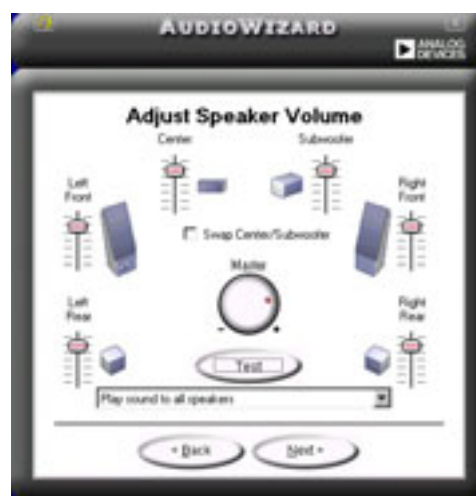 AUDIOWIZARD
ANALOG
DEVICES
Adjust Speaker Volume
Center
Subwoofer
Left
Front
Right
Front
Swap Center/Subwoofer
Master
Left
Rear
Right
Rear
- +
Test
Play sound to all speakers
< Back
Next >